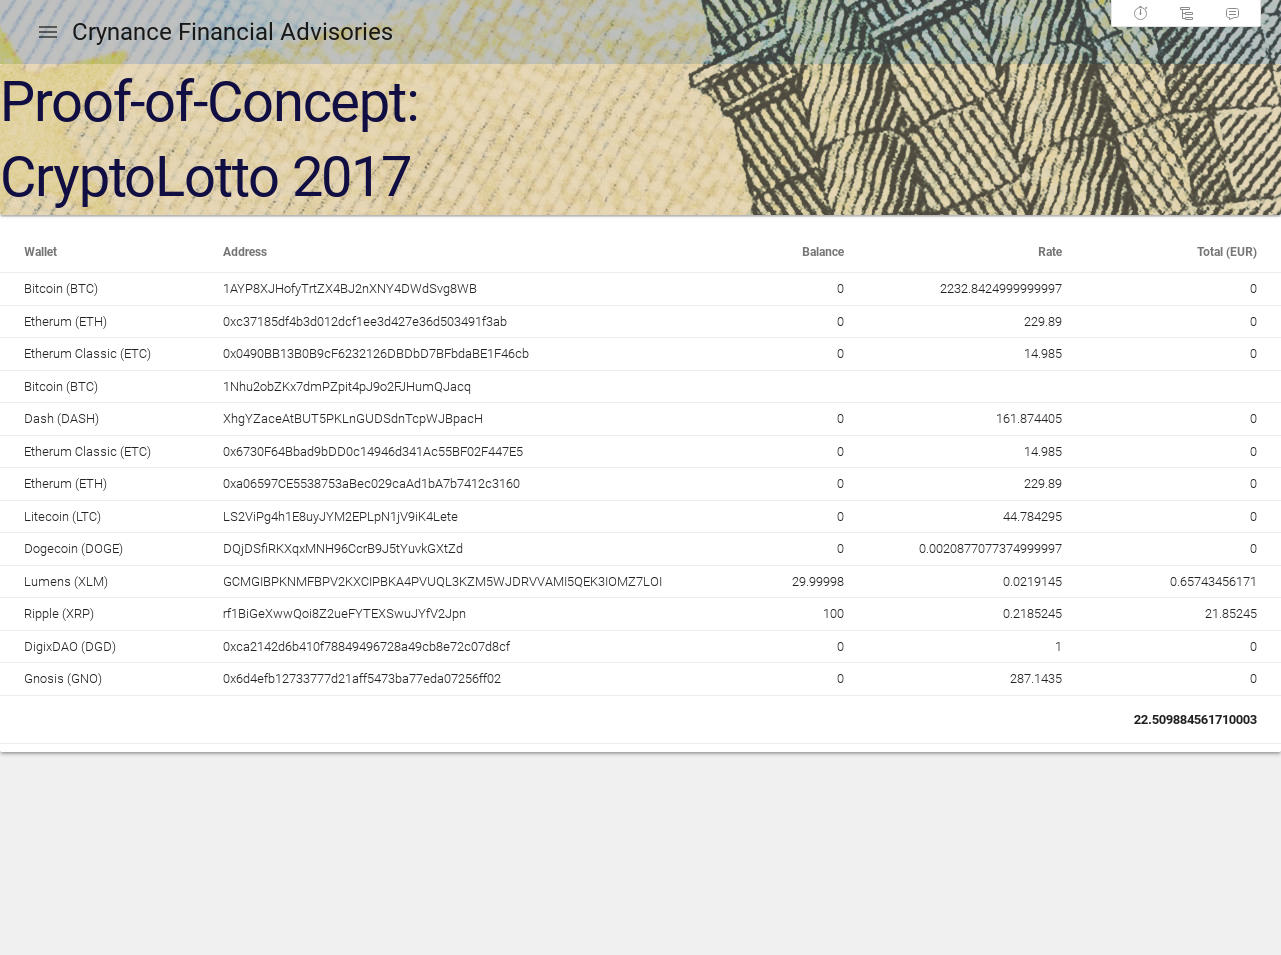 Crynance Financial Advisories
Proof-of-Concept:
CryptoLotto 2017
Wallet Address Balance Rate Total (EUR)
Bitcoin (BTC) 1AYP8XJHofyTrtZX4BJ2nXNY4DWdSvg8WB 0 2232.8424999999997 0
Etherum (ETH) 0xc37185df4b3d012dcf1ee3d427e36d503491f3ab 0 229.89 0
Etherum Classic (ETC) 0x0490BB13B0B9cF6232126DBDbD7BFbdaBE1F46cb 0 14.985 0
Bitcoin (BTC) 1Nhu2obZKx7dmPZpit4pJ9o2FJHumQJacq
Dash (DASH) XhgYZaceAtBUT5PKLnGUDSdnTcpWJBpacH 0 161.874405 0
Etherum Classic (ETC) 0x6730F64Bbad9bDD0c14946d341Ac55BF02F447E5 0 14.985 0
Etherum (ETH) 0xa06597CE5538753aBec029caAd1bA7b7412c3160 0 229.89 0
Litecoin (LTC) LS2ViPg4h1E8uyJYM2EPLpN1jV9iK4Lete 0 44.784295 0
Dogecoin (DOGE) DQjDSfiRKXqxMNH96CcrB9J5tYuvkGXtZd 0 0.0020877077374999997 0
Lumens (XLM) GCMGIBPKNMFBPV2KXCIPBKA4PVUQL3KZM5WJDRVVAMI5QEK3IOMZ7LOI 29.99998 0.0219145 0.65743456171
Ripple (XRP) rf1BiGeXwwQoi8Z2ueFYTEXSwuJYfV2Jpn 100 0.2185245 21.85245
DigixDAO (DGD) 0xca2142d6b410f78849496728a49cb8e72c07d8cf 0 1 0
Gnosis (GNO) 0x6d4efb12733777d21aff5473ba77eda07256ff02 0 287.1435 0
22.509884561710003